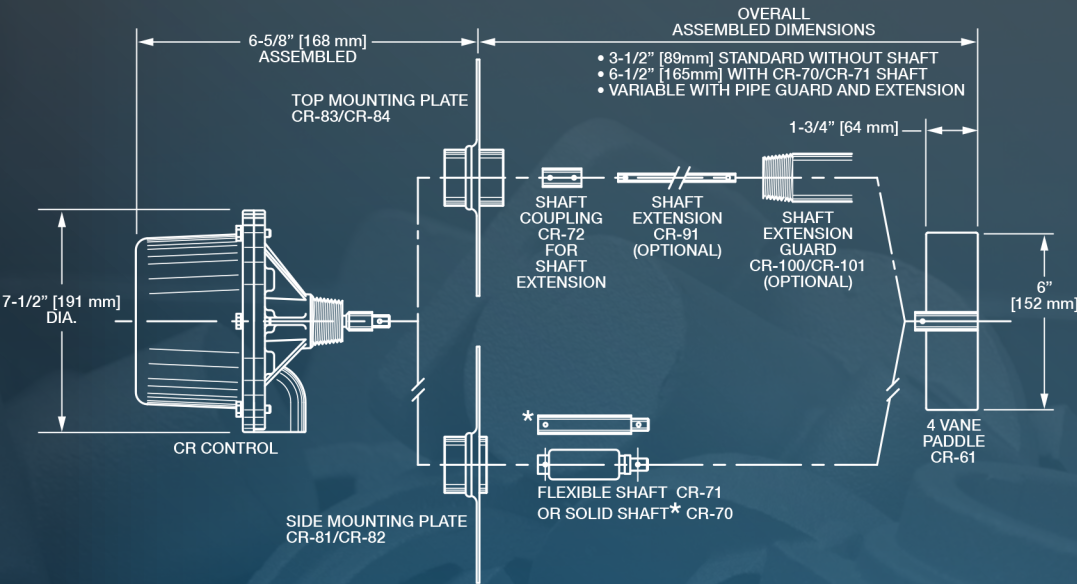 OVERALL
ASSEMBLED DIMENSIONS
6-5/8” [168 mm]
ASSEMBLED
• 3-1/2” [89mm] STANDARD WITHOUT SHAFT
• 6-1/2” [165mm] WITH CR-70/CR-71 SHAFT
• VARIABLE WITH PIPE GUARD AND EXTENSION
TOP MOUNTING PLATE
CR-83/CR-84
1-3/4” [64 mm]
SHAFT
COUPLING
CR-72
FOR
SHAFT
EXTENSION
SHAFT
EXTENSION
CR-91
(OPTIONAL)
SHAFT
EXTENSION
GUARD
CR-100/CR-101
(OPTIONAL)
7-1/2” [191 mm]
DIA.
6”
[152 mm]
CR CONTROL
*
4 VANE
PADDLE
CR-61
FLEXIBLE SHAFT CR-71
OR SOLID SHAFT* CR-70
SIDE MOUNTING PLATE
CR-81/CR-82